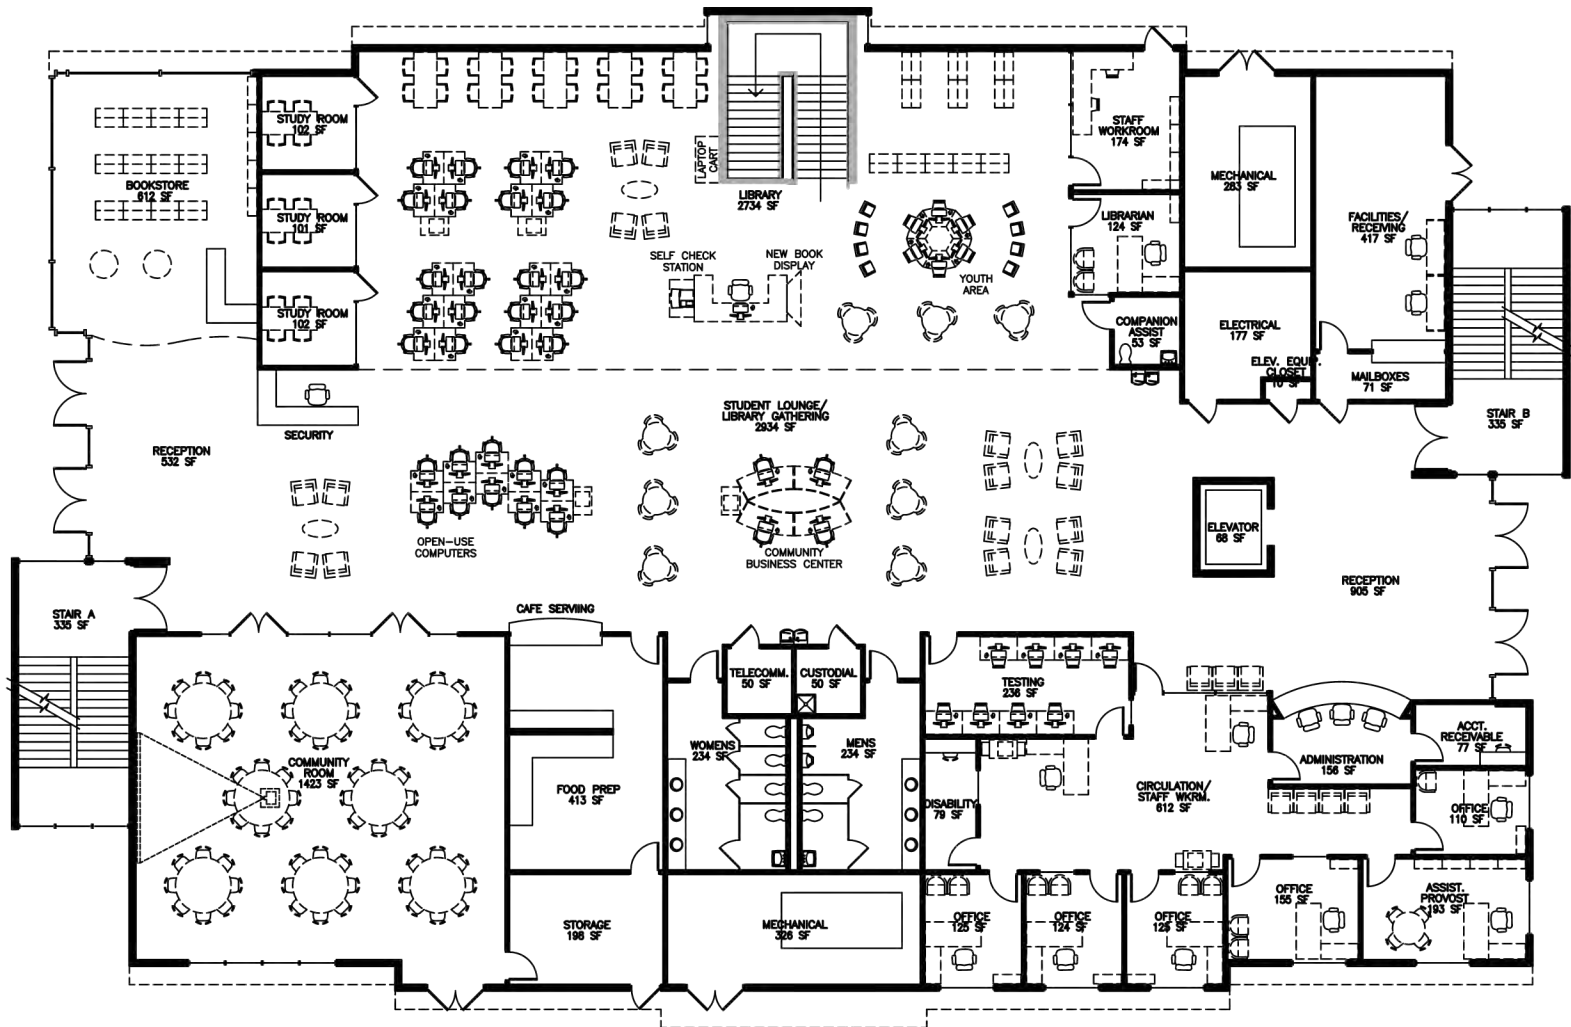 STUDY ROOM
102 SF
STAFF
WORKROOM
174 SF
LAPTOP
CART
MECHANICAL
283 SF
BOOKSTORE
612 SF
LIBRARY
2734 SF
STUDY ROOM
101 SF
LIBRARIAN
124 SF
FACILITIES/
RECEIVING
417 SF
SELF CHECK
STATION
NEW BOOK
DISPLAY
YOUTH
AREA
STUDY ROOM
102 SF
COMPANION
ASSIST
53 SF
ELECTRICAL
177 SF
ELEV. EQUIP.
CLOSET
10 SF
MAILBOXES
71 SF
STUDENT LOUNGE/
LIBRARY GATHERING
2934 SF
STAIR B
335 SF
SECURITY
RECEPTION
532 SF
ELEVATOR
68 SF
OPEN-USE
COMPUTERS
COMMUNITY
BUSINESS CENTER
RECEPTION
905 SF
STAIR A
335 SF
CAFE SERVIING
TELECOMM.
50 SF
CUSTODIAL
50 SF
TESTING
236 SF
ACCT.
RECEIVABLE
77 SF
WOMENS
234 SF
MENS
234 SF
ADMINISTRATION
156 SF
COMMUNITY
ROOM
1423 SF
FOOD PREP
413 SF
DISABILITY
79 SF
CIRCULATION/
STAFF WKRM.
612 SF
OFFICE
110 SF
OFFICE
155 SF
ASSIST.
PROVOST
193 SF
STORAGE
198 SF
MECHANICAL
326 SF
OFFICE
125 SF
OFFICE
124 SF
OFFICE
125 SF